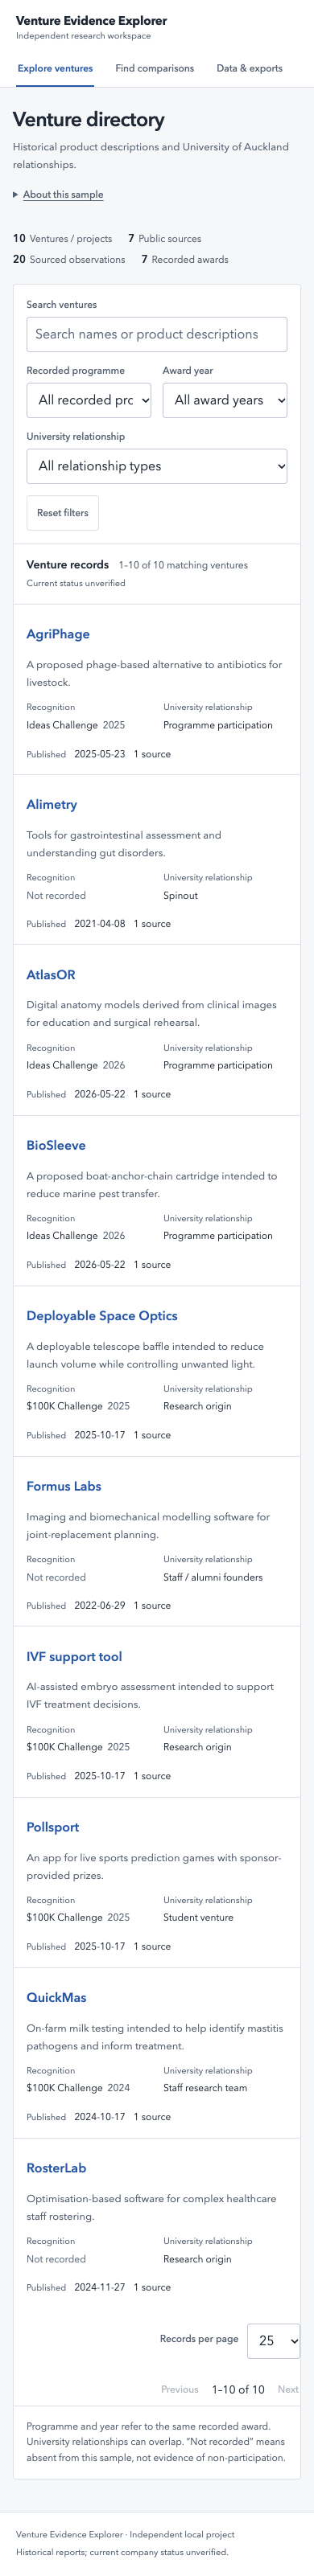 Venture Evidence Explorer
Independent research workspace
Explore ventures Find comparisons Data & exports
Venture directory
Historical product descriptions and University of Auckland
relationships.
About this sample
10 Ventures / projects 7 Public sources
20 Sourced observations 7 Recorded awards
Search ventures
Search names or product descriptions
Recorded programme Award year
All recorded prc All award years
University relationship
All relationship types
Reset filters
Venture records 1–10 of 10 matching ventures
Current status unverified
AgriPhage
A proposed phage-based alternative to antibiotics for
livestock.
Recognition University relationship
Ideas Challenge 2025 Programme participation
Published 2025-05-23 1 source
Alimetry
Tools for gastrointestinal assessment and
understanding gut disorders.
Recognition University relationship
Not recorded Spinout
Published 2021-04-08 1 source
AtlasOR
Digital anatomy models derived from clinical images
for education and surgical rehearsal.
Recognition University relationship
Ideas Challenge 2026 Programme participation
Published 2026-05-22 1 source
BioSleeve
A proposed boat-anchor-chain cartridge intended to
reduce marine pest transfer.
Recognition University relationship
Ideas Challenge 2026 Programme participation
Published 2026-05-22 1 source
Deployable Space Optics
A deployable telescope baffle intended to reduce
launch volume while controlling unwanted light.
Recognition University relationship
$100K Challenge 2025 Research origin
Published 2025-10-17 1 source
Formus Labs
Imaging and biomechanical modelling software for
joint-replacement planning.
Recognition University relationship
Not recorded Staff / alumni founders
Published 2022-06-29 1 source
IVF support tool
AI-assisted embryo assessment intended to support
IVF treatment decisions.
Recognition University relationship
$100K Challenge 2025 Research origin
Published 2025-10-17 1 source
Pollsport
An app for live sports prediction games with sponsor-
provided prizes.
Recognition University relationship
$100K Challenge 2025 Student venture
Published 2025-10-17 1 source
QuickMas
On-farm milk testing intended to help identify mastitis
pathogens and inform treatment.
Recognition University relationship
$100K Challenge 2024 Staff research team
Published 2024-10-17 1 source
RosterLab
Optimisation-based software for complex healthcare
staff rostering.
Recognition University relationship
Not recorded Research origin
Published 2024-11-27 1 source
Records per page 25
Previous 1–10 of 10 Next
Programme and year refer to the same recorded award.
University relationships can overlap. “Not recorded” means
absent from this sample, not evidence of non-participation.
Venture Evidence Explorer · Independent local project
Historical reports; current company status unverified.